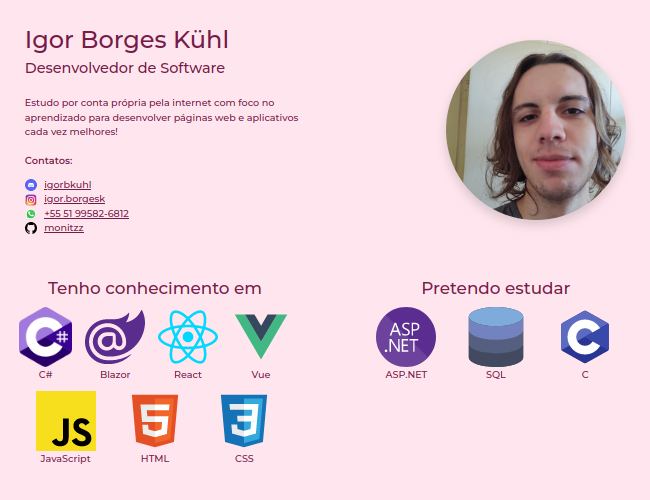 Igor Borges Kühl
Desenvolvedor de Software
Estudo por conta própria pela internet com foco no
aprendizado para desenvolver páginas web e aplicativos
cada vez melhores!
Contatos:
igorbkuhl
igor.borgesk
+55 51 99582-6812
monitzz
Tenho conhecimento em
C#
@
C#
Blazor
React
Vue
JS
5
3
JavaScript
HTML
CSS
Pretendo estudar
ASP
.NET
C
ASP.NET
SQL
C